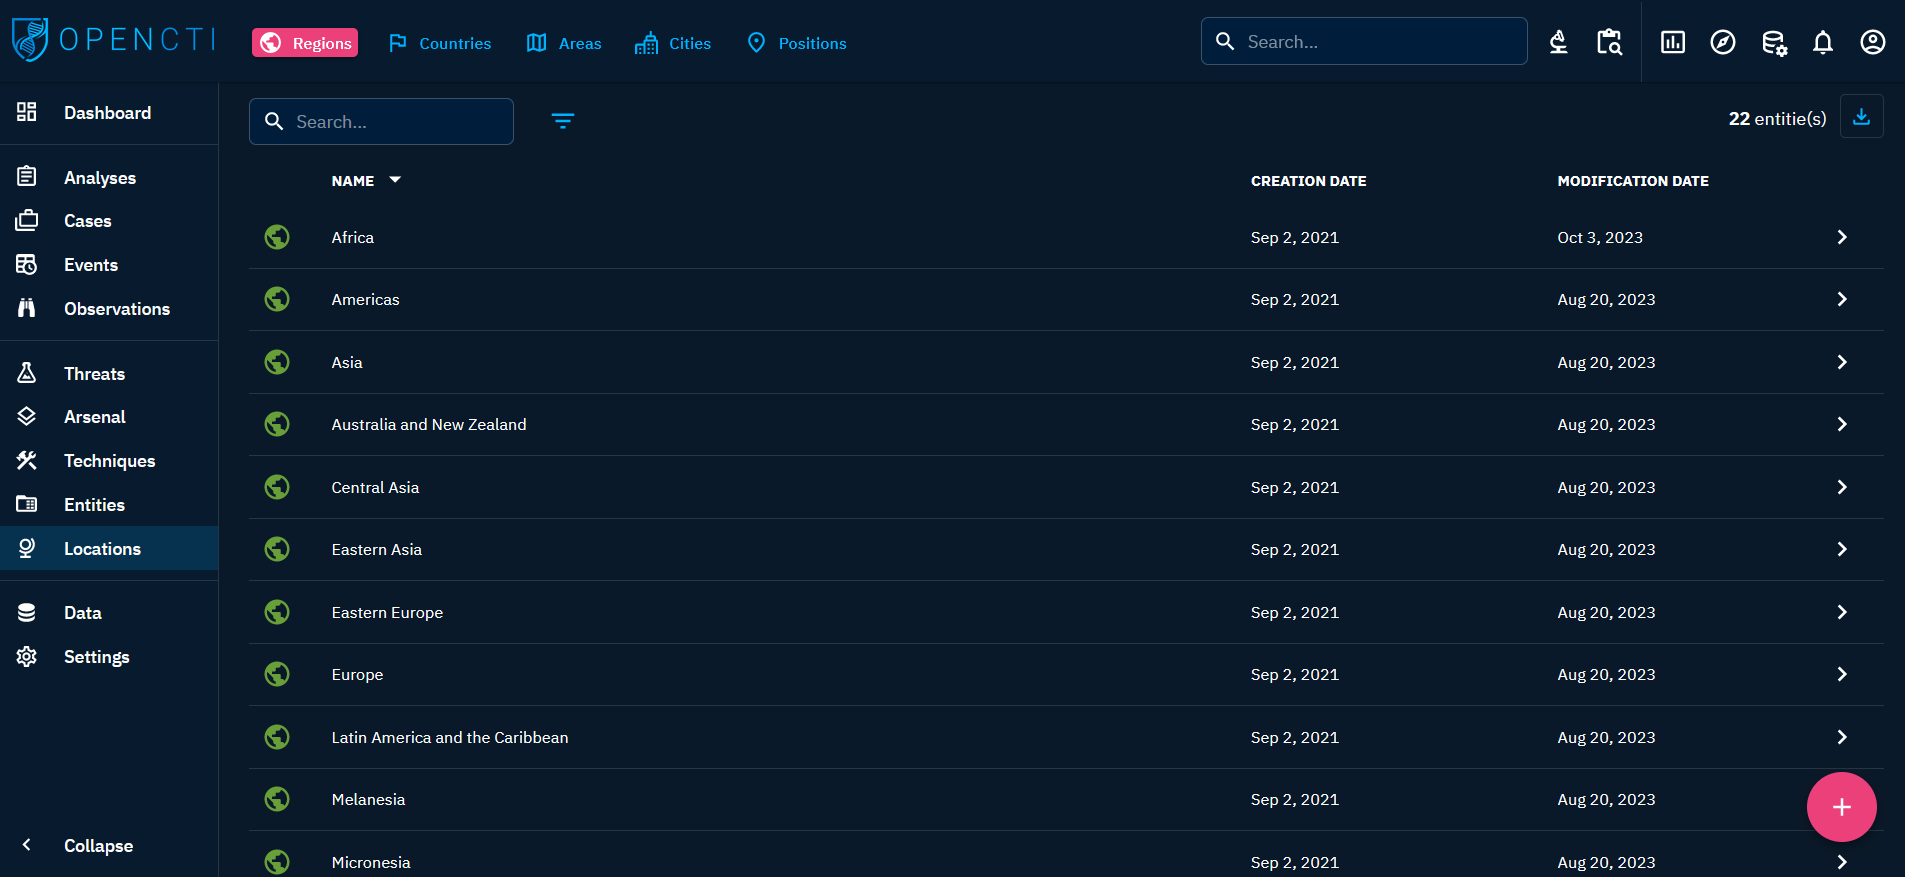 OPENCTI
Regions
Countries
Areas
Cities
Positions
Search...
Dashboard
Analyses
Cases
Events
Observations
Threats
Arsenal
Techniques
Entities
Locations
Data
Settings
Collapse
Search...
22 entitie(s)
NAME CREATION DATE MODIFICATION DATE
Africa Sep 2, 2021 Oct 3, 2023
Americas Sep 2, 2021 Aug 20, 2023
Asia Sep 2, 2021 Aug 20, 2023
Australia and New Zealand Sep 2, 2021 Aug 20, 2023
Central Asia Sep 2, 2021 Aug 20, 2023
Eastern Asia Sep 2, 2021 Aug 20, 2023
Eastern Europe Sep 2, 2021 Aug 20, 2023
Europe Sep 2, 2021 Aug 20, 2023
Latin America and the Caribbean Sep 2, 2021 Aug 20, 2023
Melanesia Sep 2, 2021 Aug 20, 2023
Micronesia Sep 2, 2021 Aug 20, 2023